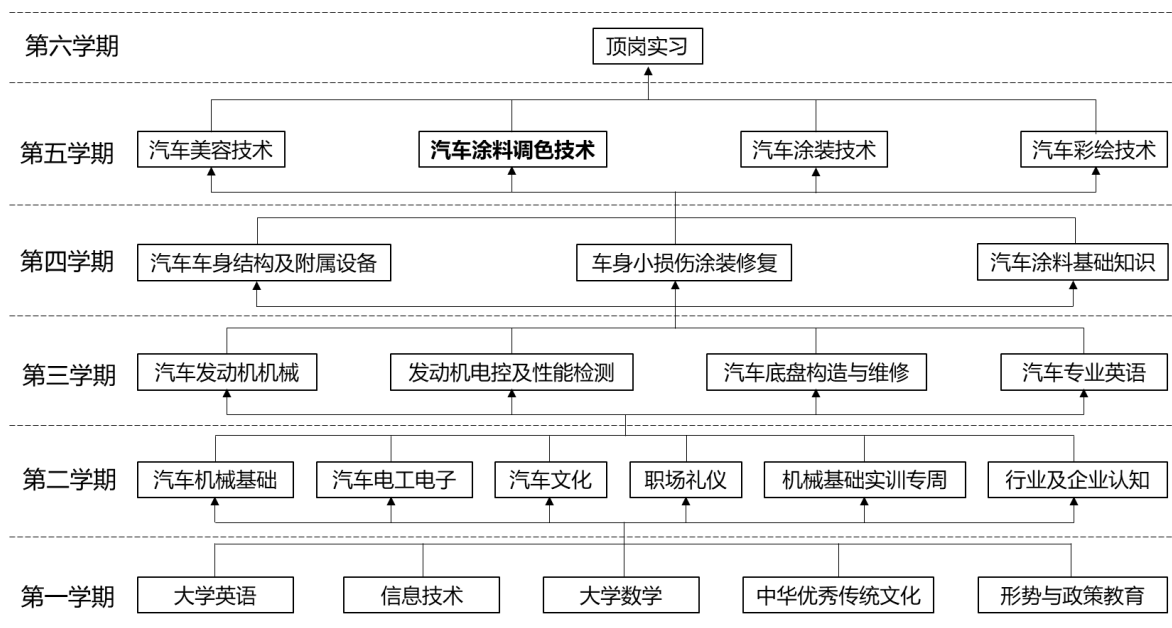 第六学期
顶岗实习
第五学期
汽车美容技术
汽车涂料调色技术
汽车涂装技术
汽车彩绘技术
第四学期
汽车车身结构及附属设备
车身小损伤涂装修复
汽车涂料基础知识
第三学期
汽车发动机机械
发动机电控及性能检测
汽车底盘构造与维修
汽车专业英语
第二学期
汽车机械基础
汽车电工电子
汽车文化
职场礼仪
机械基础实训专周
行业及企业认知
第一学期
大学英语
信息技术
大学数学
中华优秀传统文化
形势与政策教育